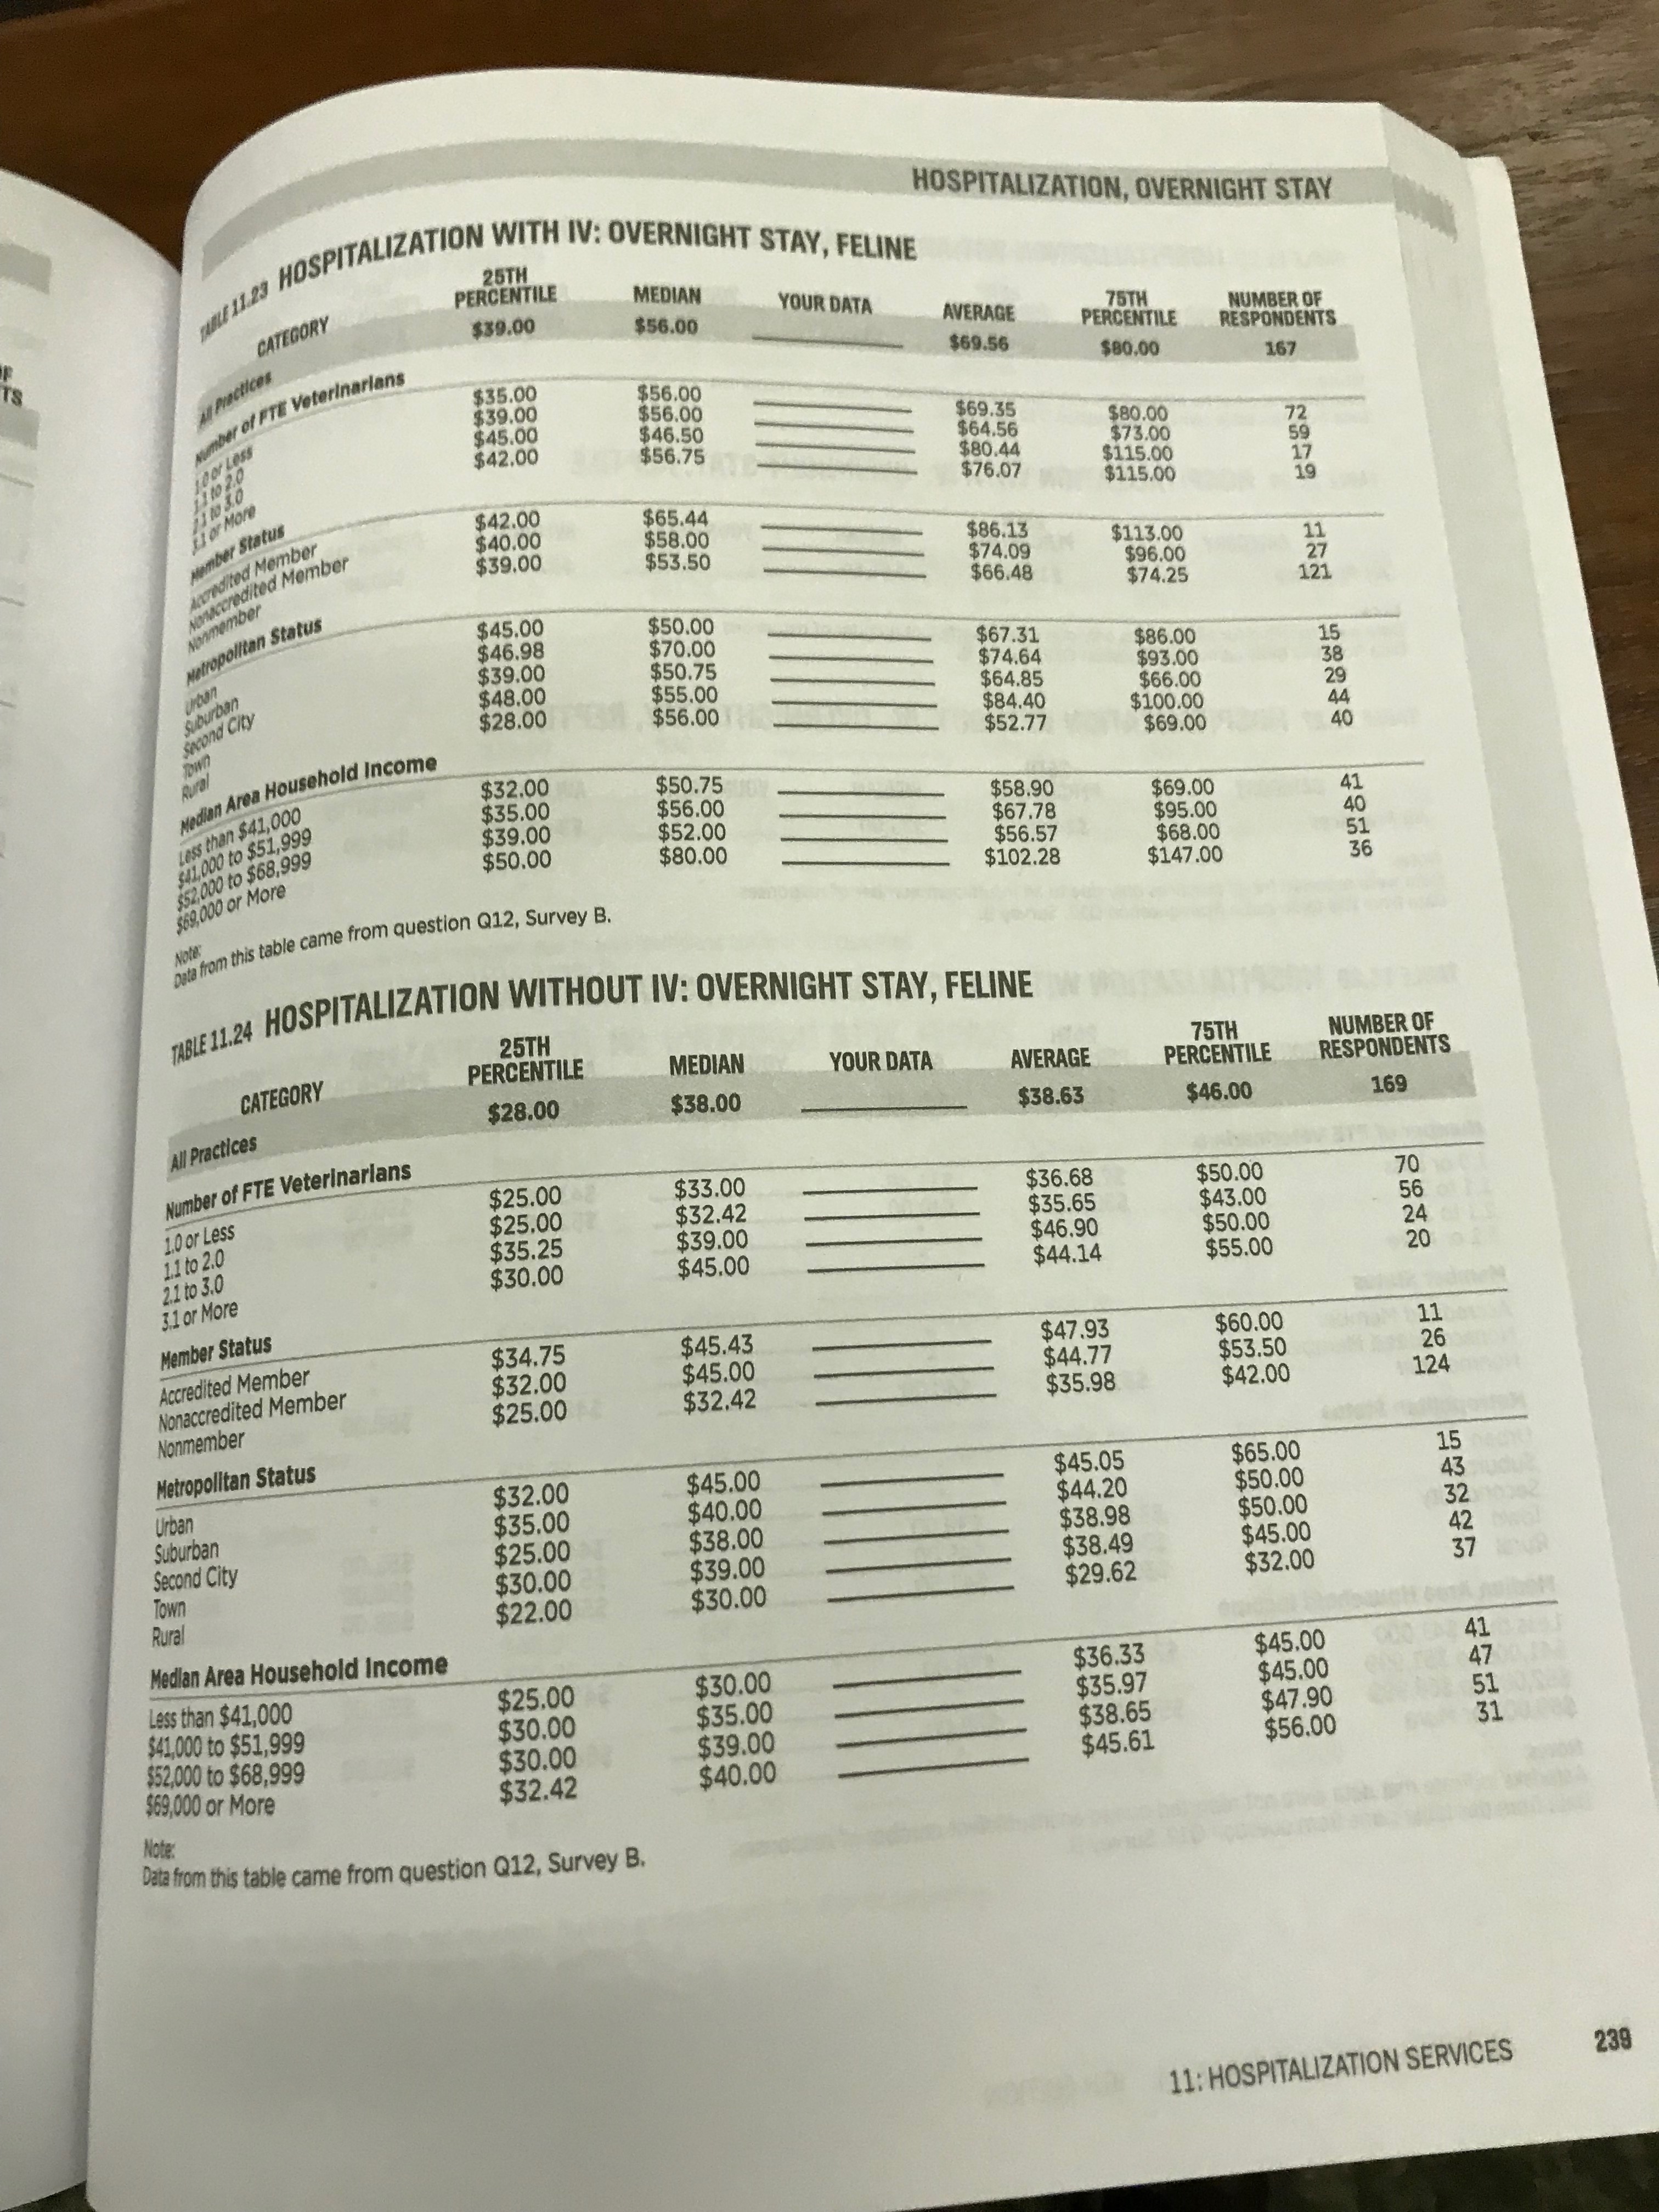 HOSPITALIZATION, OVERNIGHT STAY
TABLE 11.23 HOSPITALIZATION WITH IV: OVERNIGHT STAY, FELINE
CATEGORY 25TH PERCENTILE MEDIAN YOUR DATA AVERAGE 75TH PERCENTILE NUMBER OF RESPONDENTS
All Practices $39.00 $56.00 $69.56 $80.00 167
Number of FTE Veterinarians
1.0 or Less $35.00 $56.00 $69.35 $80.00 72
1.1 to 2.0 $39.00 $56.00 $64.56 $73.00 59
2.1 to 3.0 $45.00 $46.50 $80.44 $115.00 17
3.1 or More $42.00 $56.75 $76.07 $115.00 19
Member Status
Accredited Member $42.00 $65.44 $86.13 $113.00 11
Nonaccredited Member $40.00 $58.00 $74.09 $96.00 27
Nonmember $39.00 $53.50 $66.48 $74.25 121
Metropolitan Status
Urban $45.00 $50.00 $67.31 $86.00 15
Suburban $46.98 $70.00 $74.64 $93.00 38
Second City $39.00 $50.75 $64.85 $66.00 29
Town $48.00 $55.00 $84.40 $100.00 44
Rural $28.00 $56.00 $52.77 $69.00 40
Median Area Household Income
Less than $41,000 $32.00 $50.75 $58.90 $69.00 41
$41,000 to $51,999 $35.00 $56.00 $67.78 $95.00 40
$52,000 to $68,999 $39.00 $52.00 $56.57 $68.00 51
$69,000 or More $50.00 $80.00 $102.28 $147.00 36
Note:
Data from this table came from question Q12, Survey B.
TABLE 11.24 HOSPITALIZATION WITHOUT IV: OVERNIGHT STAY, FELINE
CATEGORY 25TH PERCENTILE MEDIAN YOUR DATA AVERAGE 75TH PERCENTILE NUMBER OF RESPONDENTS
All Practices $28.00 $38.00 $38.63 $46.00 169
Number of FTE Veterinarians
1.0 or Less $25.00 $33.00 $36.68 $50.00 70
1.1 to 2.0 $25.00 $32.42 $35.65 $43.00 56
2.1 to 3.0 $35.25 $39.00 $46.90 $50.00 24
3.1 or More $30.00 $45.00 $44.14 $55.00 20
Member Status
Accredited Member $34.75 $45.43 $47.93 $60.00 11
Nonaccredited Member $32.00 $45.00 $44.77 $53.50 26
Nonmember $25.00 $32.42 $35.98 $42.00 124
Metropolitan Status
Urban $32.00 $45.00 $45.05 $65.00 15
Suburban $35.00 $40.00 $44.20 $50.00 43
Second City $25.00 $38.00 $38.98 $50.00 32
Town $30.00 $39.00 $38.49 $45.00 42
Rural $22.00 $30.00 $29.62 $32.00 37
Median Area Household Income
Less than $41,000 $25.00 $30.00 $36.33 $45.00 41
$41,000 to $51,999 $30.00 $35.00 $35.97 $45.00 47
$52,000 to $68,999 $30.00 $39.00 $38.65 $47.90 51
$69,000 or More $32.42 $40.00 $45.61 $56.00 31
Note:
Data from this table came from question Q12, Survey B.
11: HOSPITALIZATION SERVICES 239